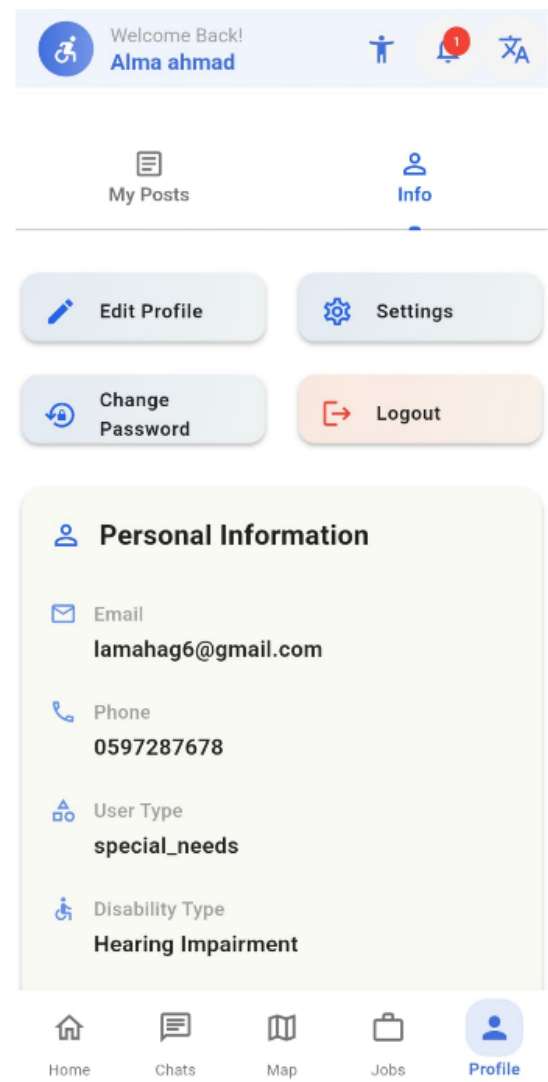 Welcome Back!
Alma ahmad
1
My Posts
Info
Edit Profile
Settings
Change
Password
Logout
Personal Information
Email
lamahag6@gmail.com
Phone
0597287678
User Type
special_needs
Disability Type
Hearing Impairment
Home
Chats
Map
Jobs
Profile